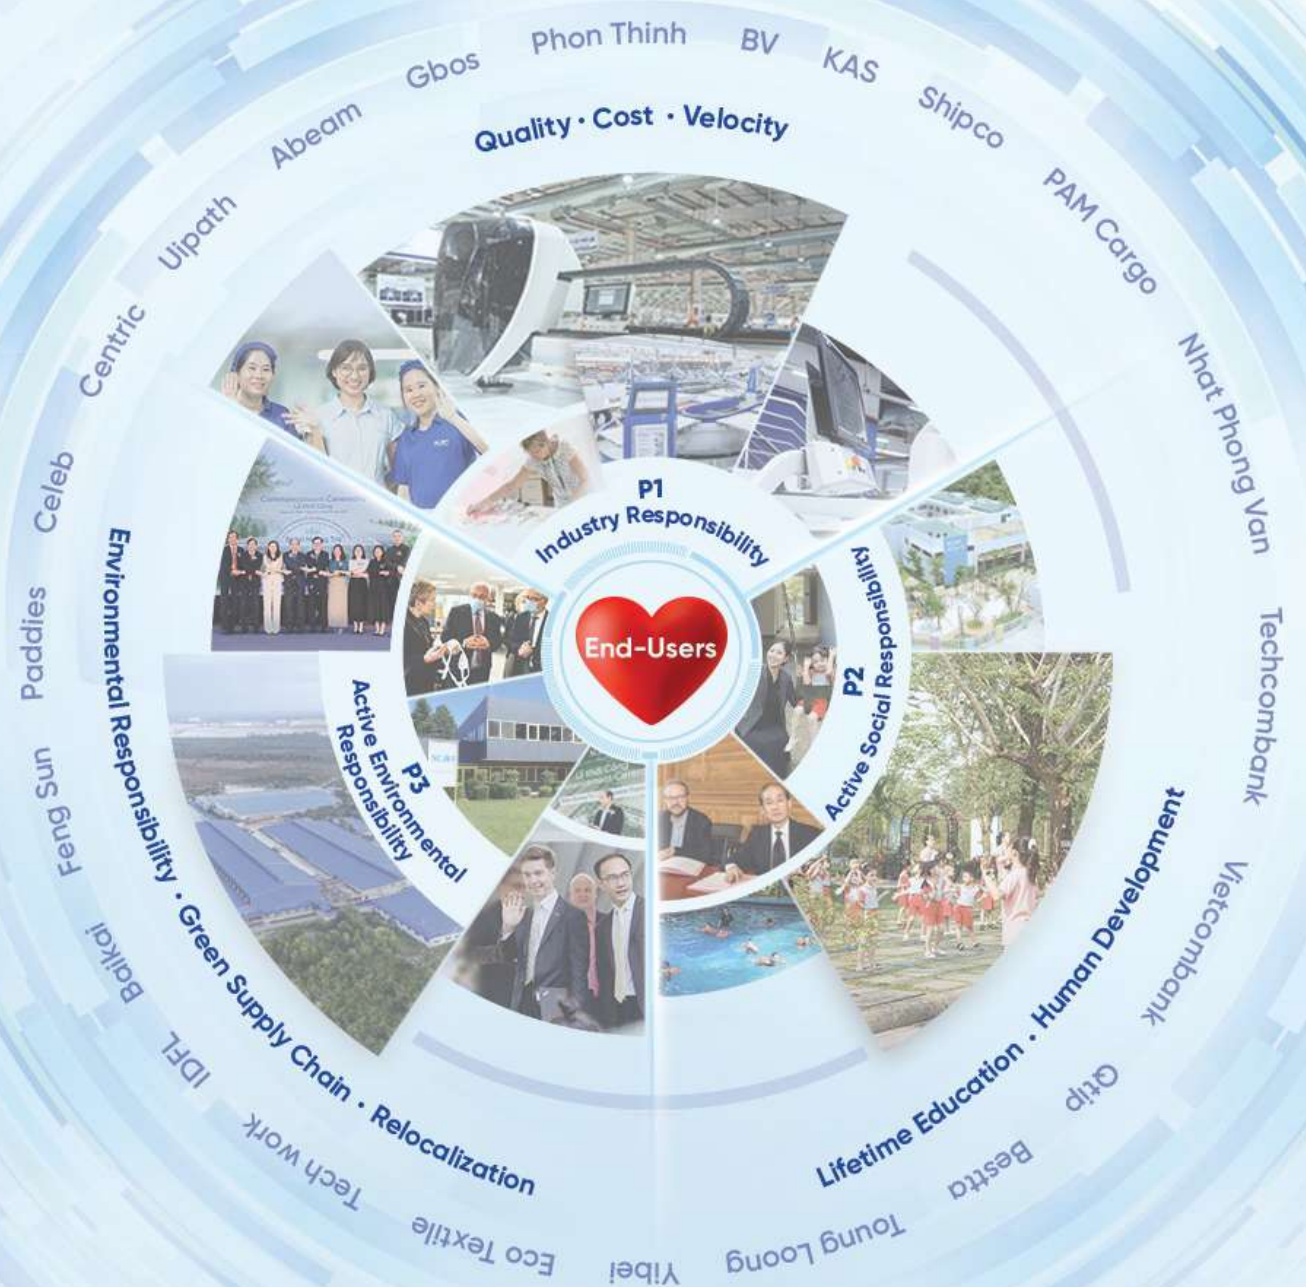 Phon Thinh
BV
KAS
Shipco
PAM Cargo
Nhat Phong Van
Techcombank
Vietcombank
Qtip
Bestta
Toung Loong
Yibei
Eco Textile
Tech work
IDFL
Baikai
Feng Sun
Paddies
Celeb
Centric
Uipath
Abeam
Gbos
Quality · Cost · Velocity
Lifetime Education · Human Development
Environmental Responsibility · Green Supply Chain · Relocalization
P1
Industry Responsibility
P2
Active Social Responsibility
P3
Active Environmental
Responsibility
End-Users